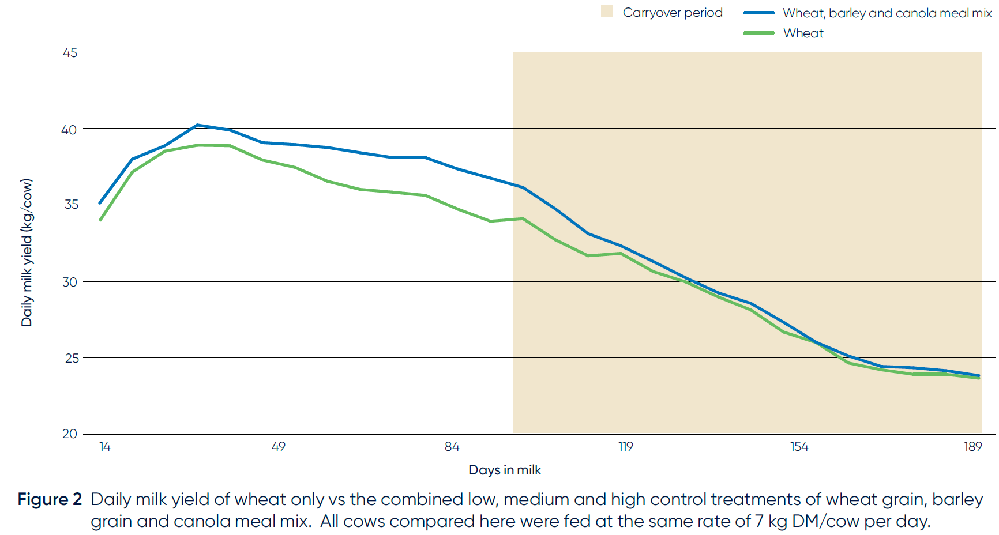 Carryover period
Wheat, barley and canola meal mix
Wheat
45
40
35
30
25
20
Daily milk yield (kg/cow)
14 49 84 119 154 189
Days in milk
Figure 2 Daily milk yield of wheat only vs the combined low, medium and high control treatments of wheat grain, barley
grain and canola meal mix. All cows compared here were fed at the same rate of 7 kg DM/cow per day.